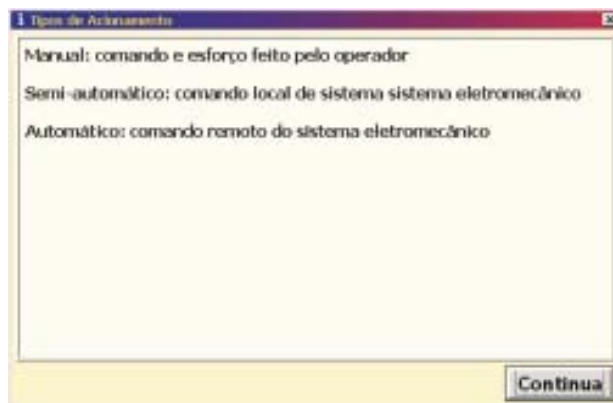 Tipos de Acionamento
Manual: comando e esforço feito pelo operador
Semi-automático: comando local de sistema sistema eletromecânico
Automático: comando remoto do sistema eletromecânico
Continua